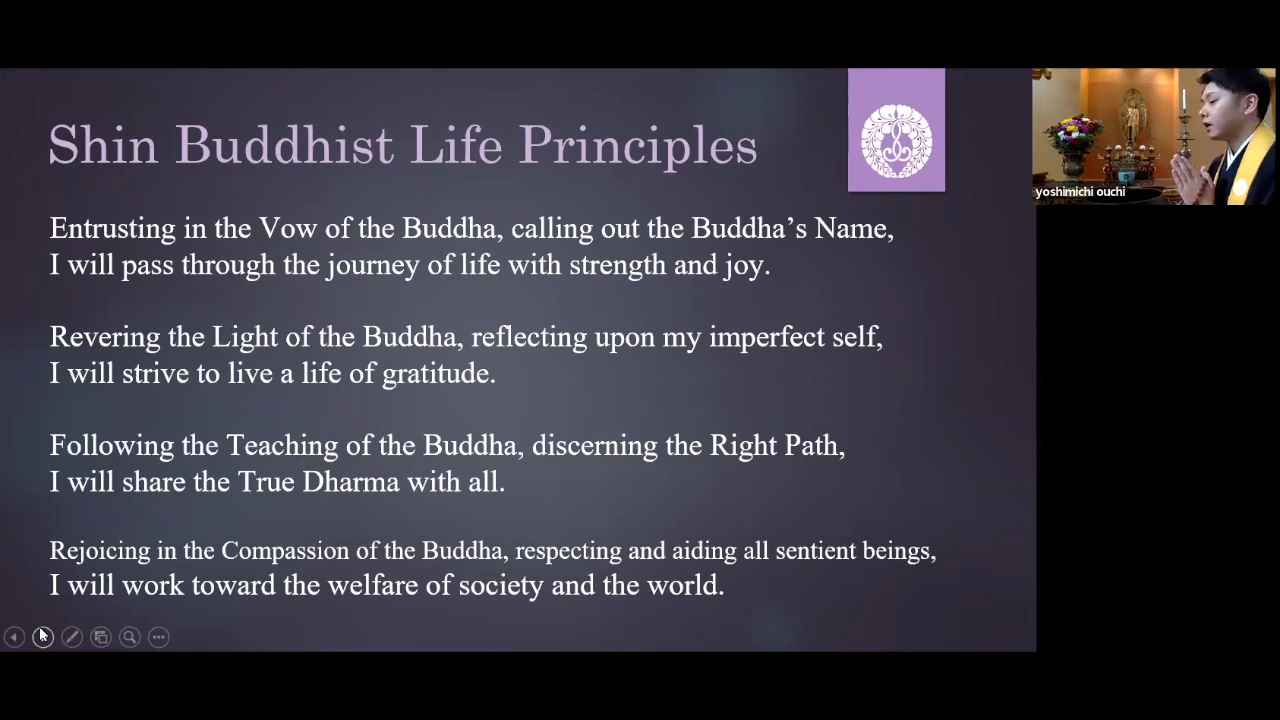 Shin Buddhist Life Principles
Entrusting in the Vow of the Buddha, calling out the Buddha’s Name,
I will pass through the journey of life with strength and joy.
Revering the Light of the Buddha, reflecting upon my imperfect self,
I will strive to live a life of gratitude.
Following the Teaching of the Buddha, discerning the Right Path,
I will share the True Dharma with all.
Rejoicing in the Compassion of the Buddha, respecting and aiding all sentient beings,
I will work toward the welfare of society and the world.
yoshimichi ouchi